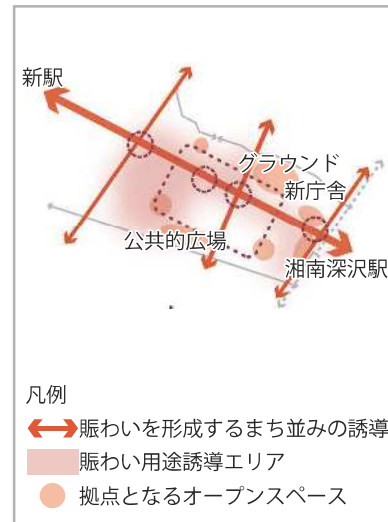 新駅
グラウンド
新庁舎
公共的広場
湘南深沢駅
凡例
賑わいを形成するまち並みの誘導
賑わい用途誘導エリア
拠点となるオープンスペース